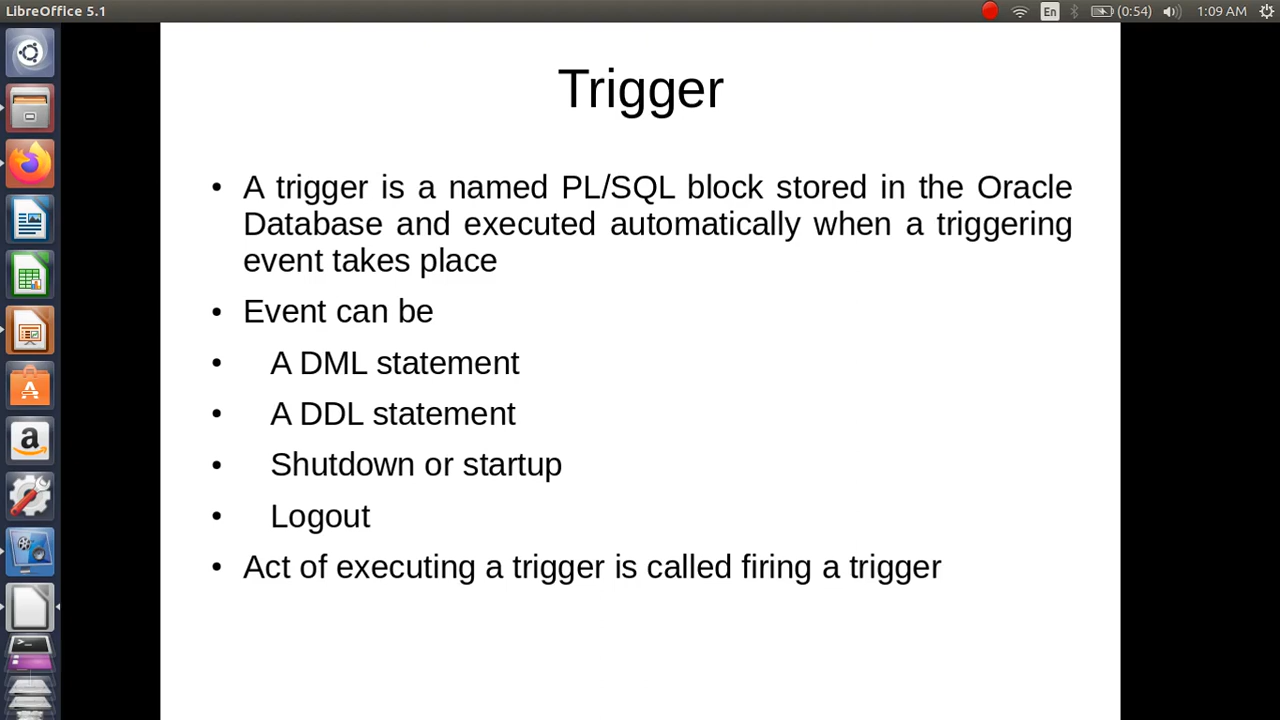 LibreOffice 5.1
En
(0:54)
1:09 AM
Trigger
• A trigger is a named PL/SQL block stored in the Oracle
Database and executed automatically when a triggering
event takes place
• Event can be
• A DML statement
• A DDL statement
• Shutdown or startup
• Logout
• Act of executing a trigger is called firing a trigger